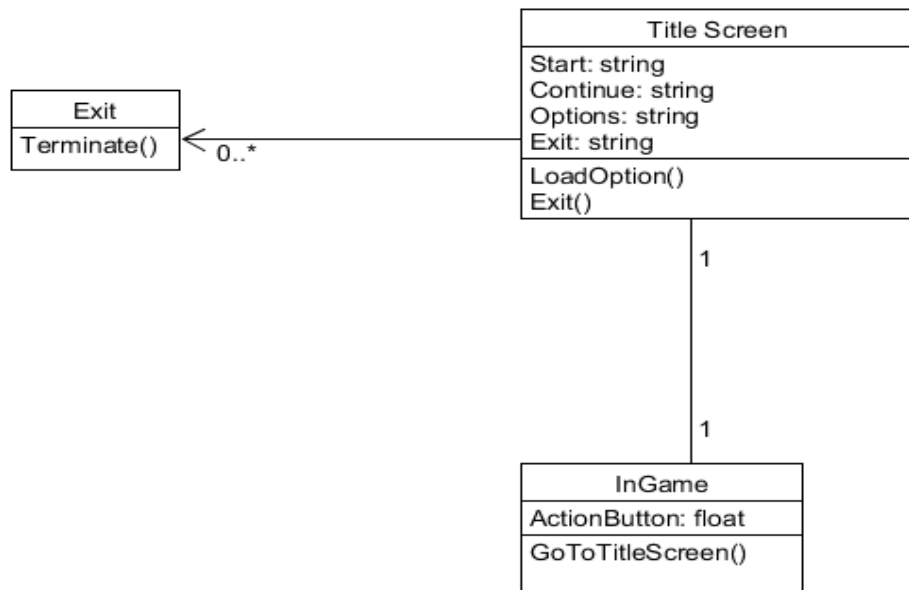 Title Screen
Start: string
Continue: string
Options: string
Exit: string
LoadOption()
Exit()
Exit
Terminate()
0..*
1
1
InGame
ActionButton: float
GoToTitleScreen()